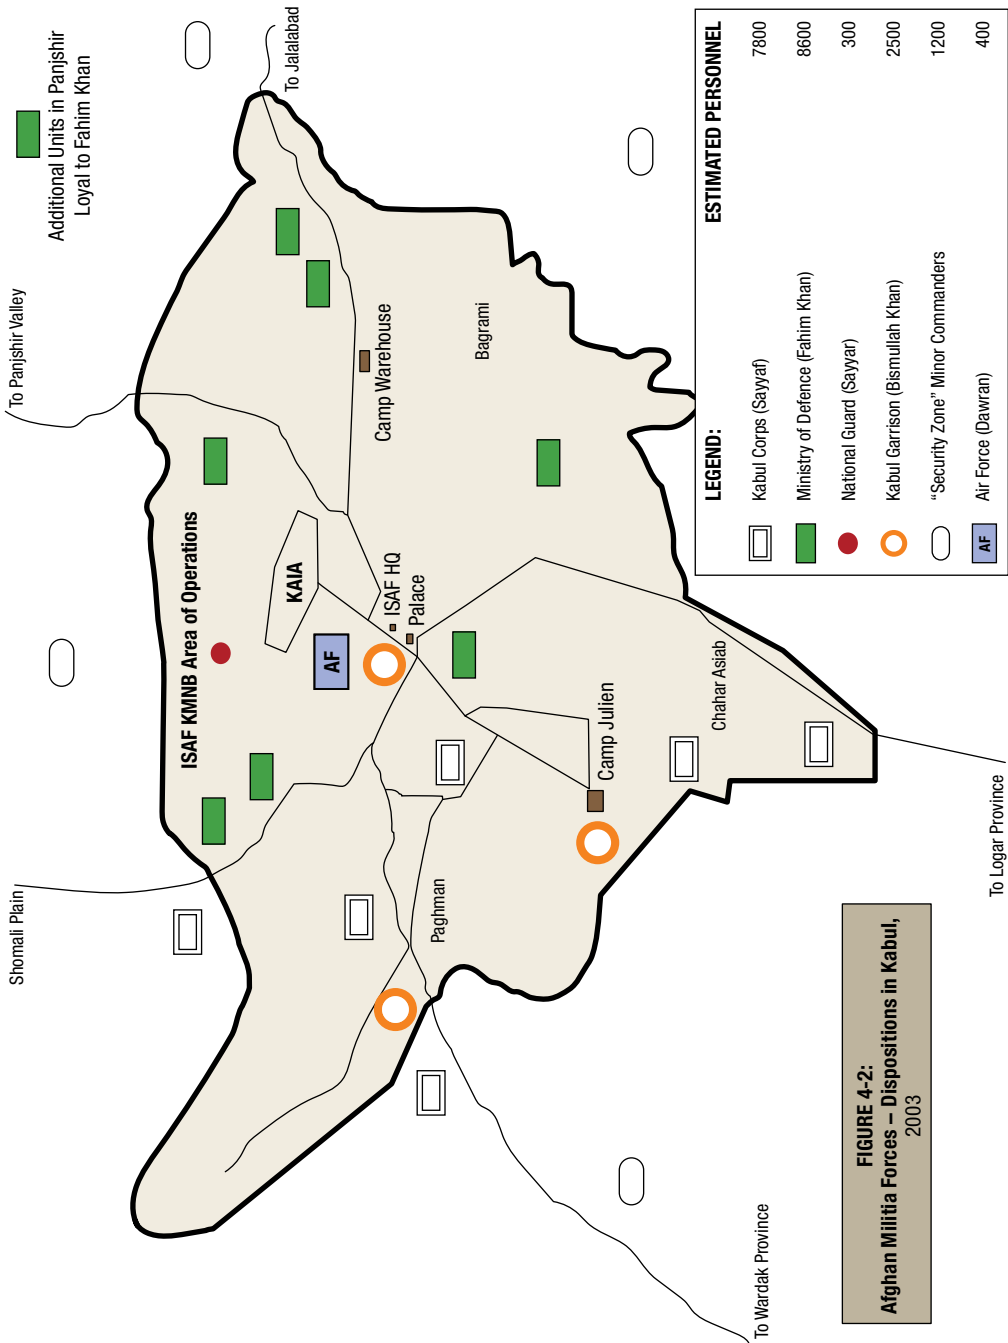 Additional Units in Panjshir
Loyal to Fahim Khan
To Jalalabad
To Panjshir Valley
Shomali Plain
ISAF KMNB Area of Operations
KAIA
AF
ISAF HQ
Palace
Camp Warehouse
Bagrami
Paghman
Camp Julien
Chahar Asiab
To Wardak Province
To Logar Province
FIGURE 4-2:
Afghan Militia Forces – Dispositions in Kabul,
2003
LEGEND: ESTIMATED PERSONNEL
Kabul Corps (Sayyaf) 7800
Ministry of Defence (Fahim Khan) 8600
National Guard (Sayyar) 300
Kabul Garrison (Bismullah Khan) 2500
“Security Zone” Minor Commanders 1200
AF Air Force (Dawran) 400